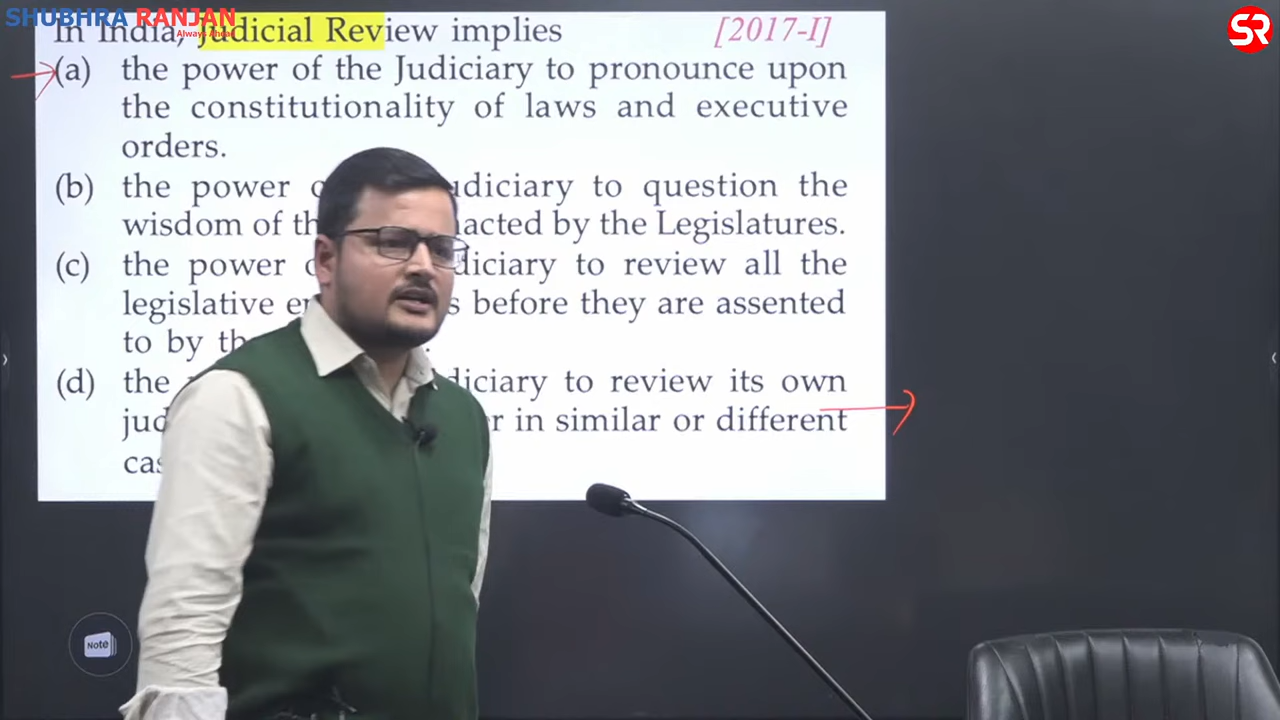 SHUBHRA RANJAN
Always Ahead
SR
In India, Judicial Review implies [2017-I]
(a) the power of the Judiciary to pronounce upon
the constitutionality of laws and executive
orders.
(b) the power udiciary to question the
wisdom of th acted by the Legislatures.
(c) the power diciary to review all the
legislative s before they are assented
to by
(d) the diciary to review its own
in similar or different
Note